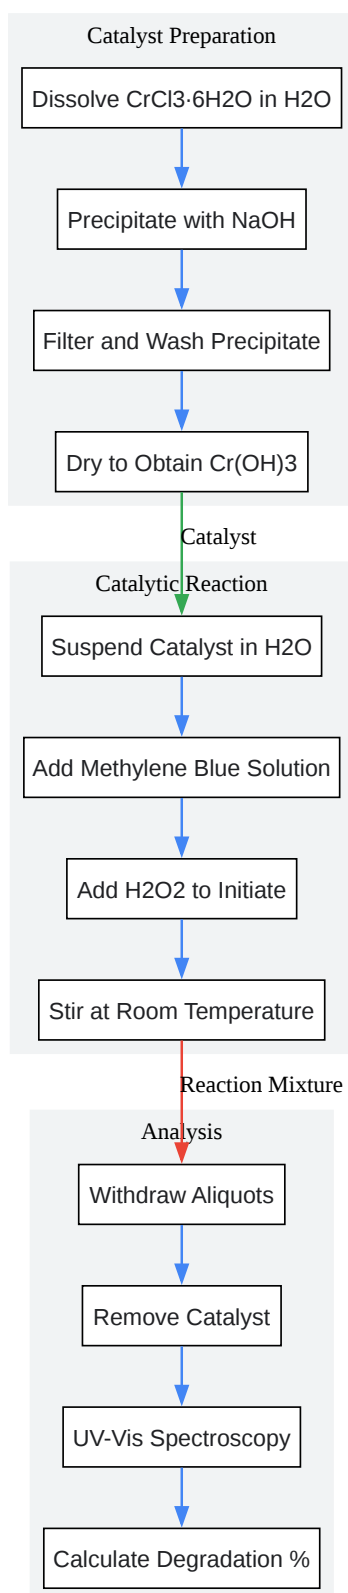 Catalyst Preparation
Dissolve CrCl3·6H2O in H2O
Precipitate with NaOH
Filter and Wash Precipitate
Dry to Obtain Cr(OH)3
Catalyst
Catalytic Reaction
Suspend Catalyst in H2O
Add Methylene Blue Solution
Add H2O2 to Initiate
Stir at Room Temperature
Reaction Mixture
Analysis
Withdraw Aliquots
Remove Catalyst
UV-Vis Spectroscopy
Calculate Degradation %